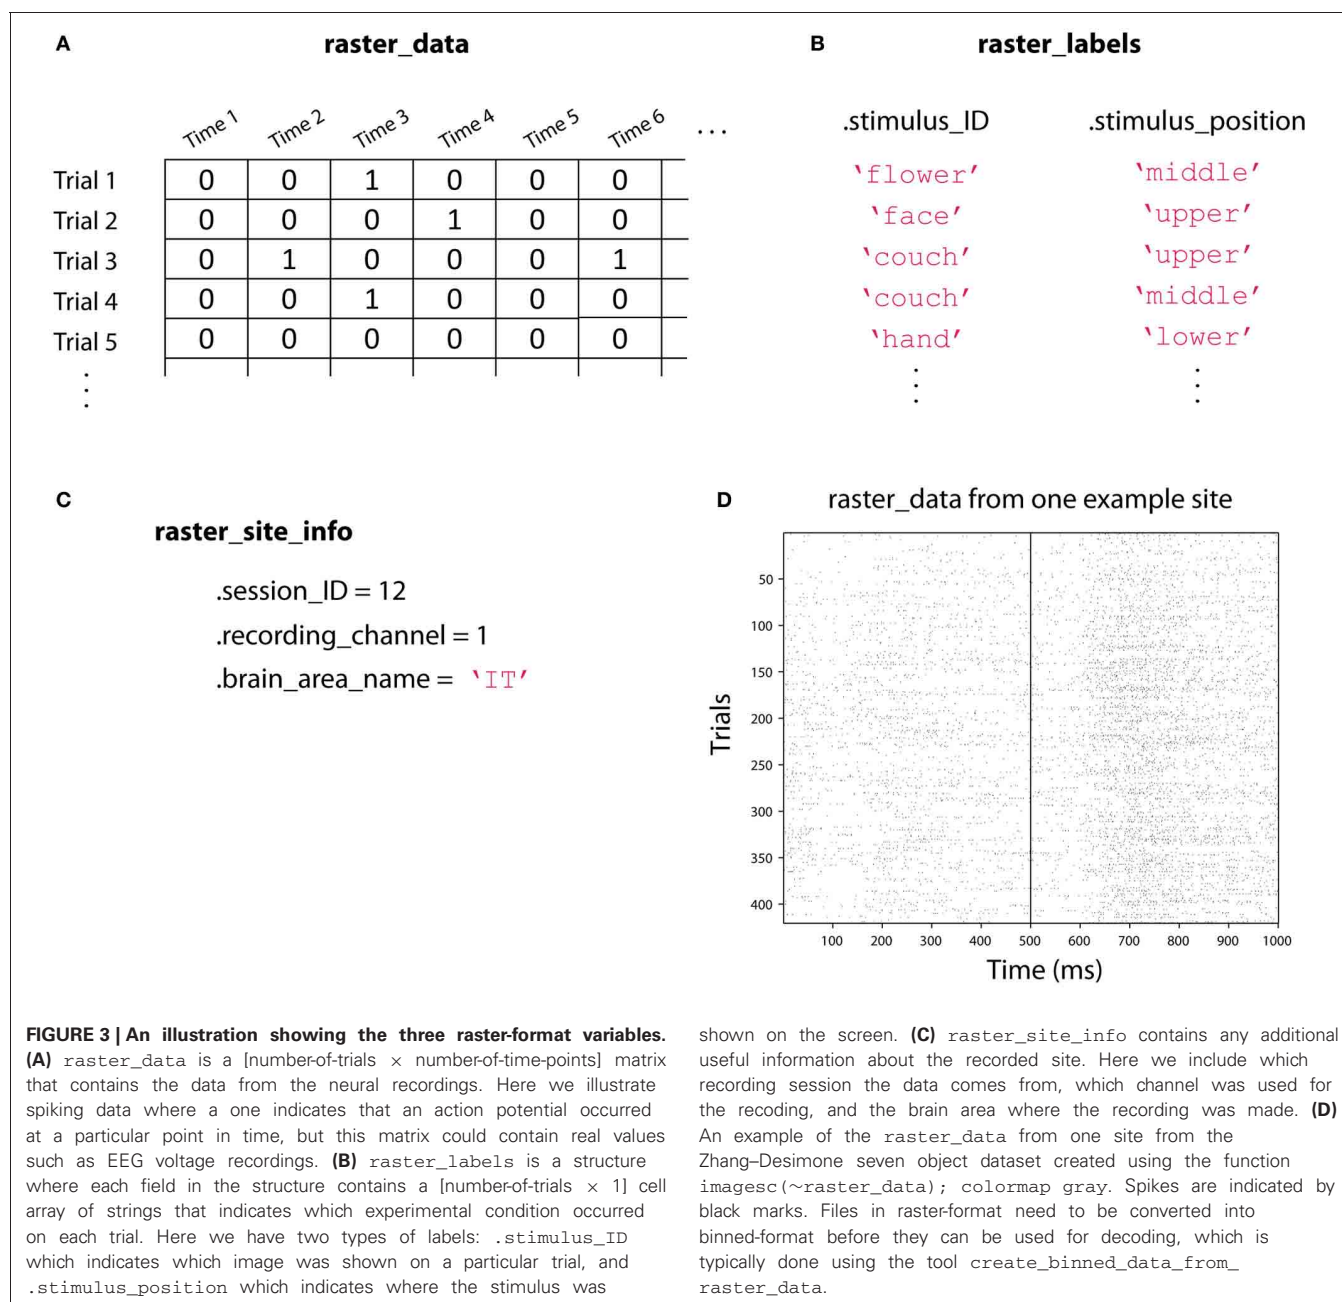 A
raster_data
Time 1 Time 2 Time 3 Time 4 Time 5 Time 6 ...
Trial 1 0 0 1 0 0 0
Trial 2 0 0 0 1 0 0
Trial 3 0 1 0 0 0 1
Trial 4 0 0 1 0 0 0
Trial 5 0 0 0 0 0 0
B
raster_labels
.stimulus_ID .stimulus_position
‘flower’ ‘middle’
‘face’ ‘upper’
‘couch’ ‘upper’
‘couch’ ‘middle’
‘hand’ ‘lower’
C
raster_site_info
.session_ID = 12
.recording_channel = 1
.brain_area_name = ‘IT’
D
raster_data from one example site
Trials
50
100
150
200
250
300
350
400
100 200 300 400 500 600 700 800 900 1000
Time (ms)
FIGURE 3 | An illustration showing the three raster-format variables.
(A) raster_data is a [number-of-trials × number-of-time-points] matrix
that contains the data from the neural recordings. Here we illustrate
spiking data where a one indicates that an action potential occurred
at a particular point in time, but this matrix could contain real values
such as EEG voltage recordings. (B) raster_labels is a structure
where each field in the structure contains a [number-of-trials × 1] cell
array of strings that indicates which experimental condition occurred
on each trial. Here we have two types of labels: .stimulus_ID
which indicates which image was shown on a particular trial, and
.stimulus_position which indicates where the stimulus was
shown on the screen. (C) raster_site_info contains any additional
useful information about the recorded site. Here we include which
recording session the data comes from, which channel was used for
the recoding, and the brain area where the recording was made. (D)
An example of the raster_data from one site from the
Zhang–Desimone seven object dataset created using the function
imagesc(∼raster_data); colormap gray. Spikes are indicated by
black marks. Files in raster-format need to be converted into
binned-format before they can be used for decoding, which is
typically done using the tool create_binned_data_from_
raster_data.